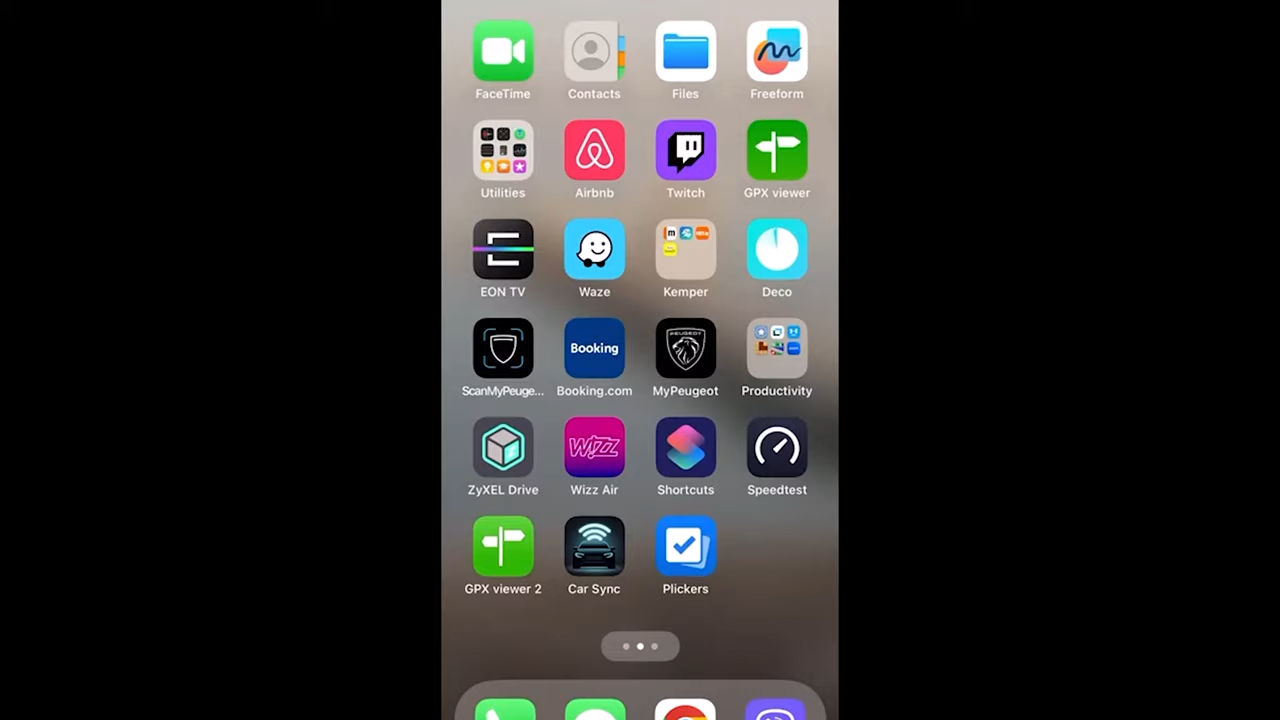 FaceTime Contacts Files Freeform
Utilities Airbnb Twitch GPX viewer
EON TV Waze Kemper Deco
Booking PEUGEOT
ScanMyPeuge... Booking.com MyPeugeot Productivity
WIZZ
ZyXEL Drive Wizz Air Shortcuts Speedtest
GPX viewer 2 Car Sync Plickers